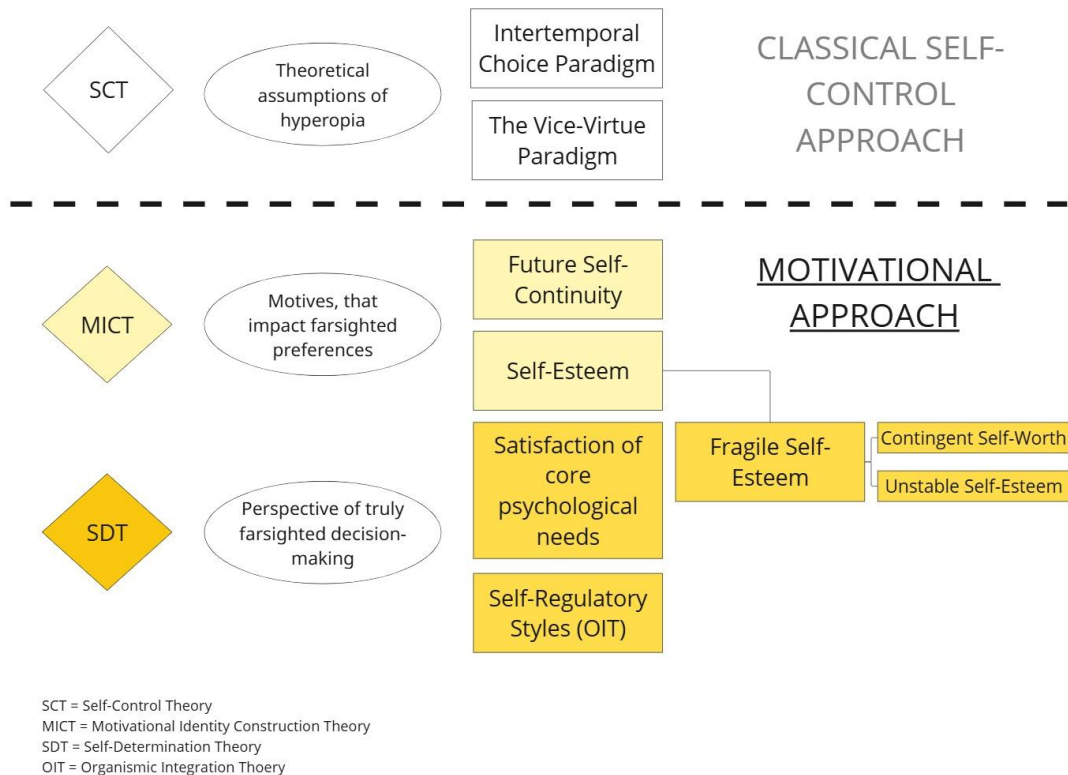 SCT
Theoretical
assumptions of
hyperopia
Intertemporal
Choice Paradigm
The Vice-Virtue
Paradigm
CLASSICAL SELF-
CONTROL
APPROACH
MICT
Motives, that
impact farsighted
preferences
Future Self-
Continuity
Self-Esteem
MOTIVATIONAL
APPROACH
SDT
Perspective of truly
farsighted decision-
making
Satisfaction of
core
psychological
needs
Self-Regulatory
Styles (OIT)
Fragile Self-
Esteem
Contingent Self-Worth
Unstable Self-Esteem
SCT = Self-Control Theory
MICT = Motivational Identity Construction Theory
SDT = Self-Determination Theory
OIT = Organismic Integration Thoery